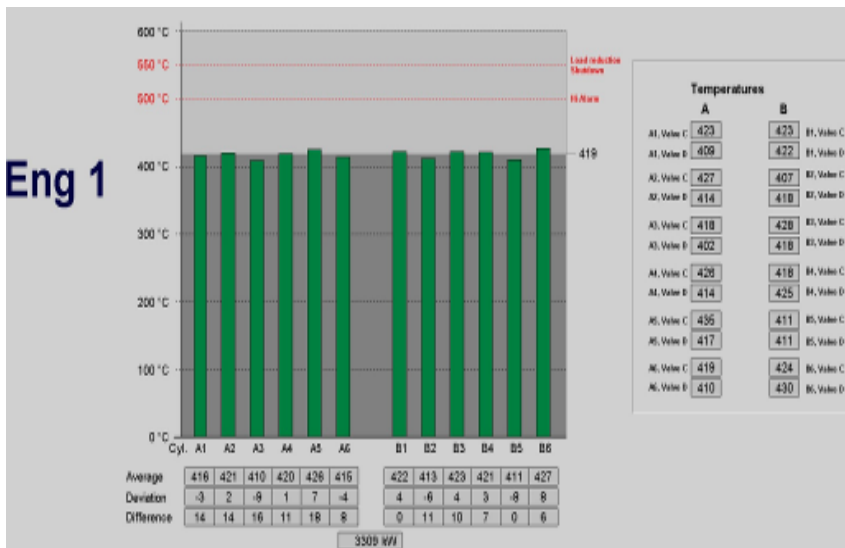 600 °C
550 °C
Load reduction
Shutdown
500 °C
Hi Alarm
400 °C
419
300 °C
200 °C
100 °C
0 °C
Eng 1
Cyl. A1 A2 A3 A4 A5 A6 B1 B2 B3 B4 B5 B6
Average 416 421 410 420 426 415 422 413 423 421 411 427
Deviation -3 2 -9 1 7 -4 4 -6 4 3 -8 8
Difference 14 14 16 11 18 8 0 11 10 7 0 6
3309 kW
Temperatures
A B
A1, Valve C 423 423 B1, Valve C
A1, Valve D 409 422 B1, Valve D
A2, Valve C 427 407 B2, Valve C
A2, Valve D 414 418 B2, Valve D
A3, Valve C 418 428 B3, Valve C
A3, Valve D 402 418 B3, Valve D
A4, Valve C 426 418 B4, Valve C
A4, Valve D 414 425 B4, Valve D
A5, Valve C 435 411 B5, Valve C
A5, Valve D 417 411 B5, Valve D
A6, Valve C 419 424 B6, Valve C
A6, Valve D 410 430 B6, Valve D